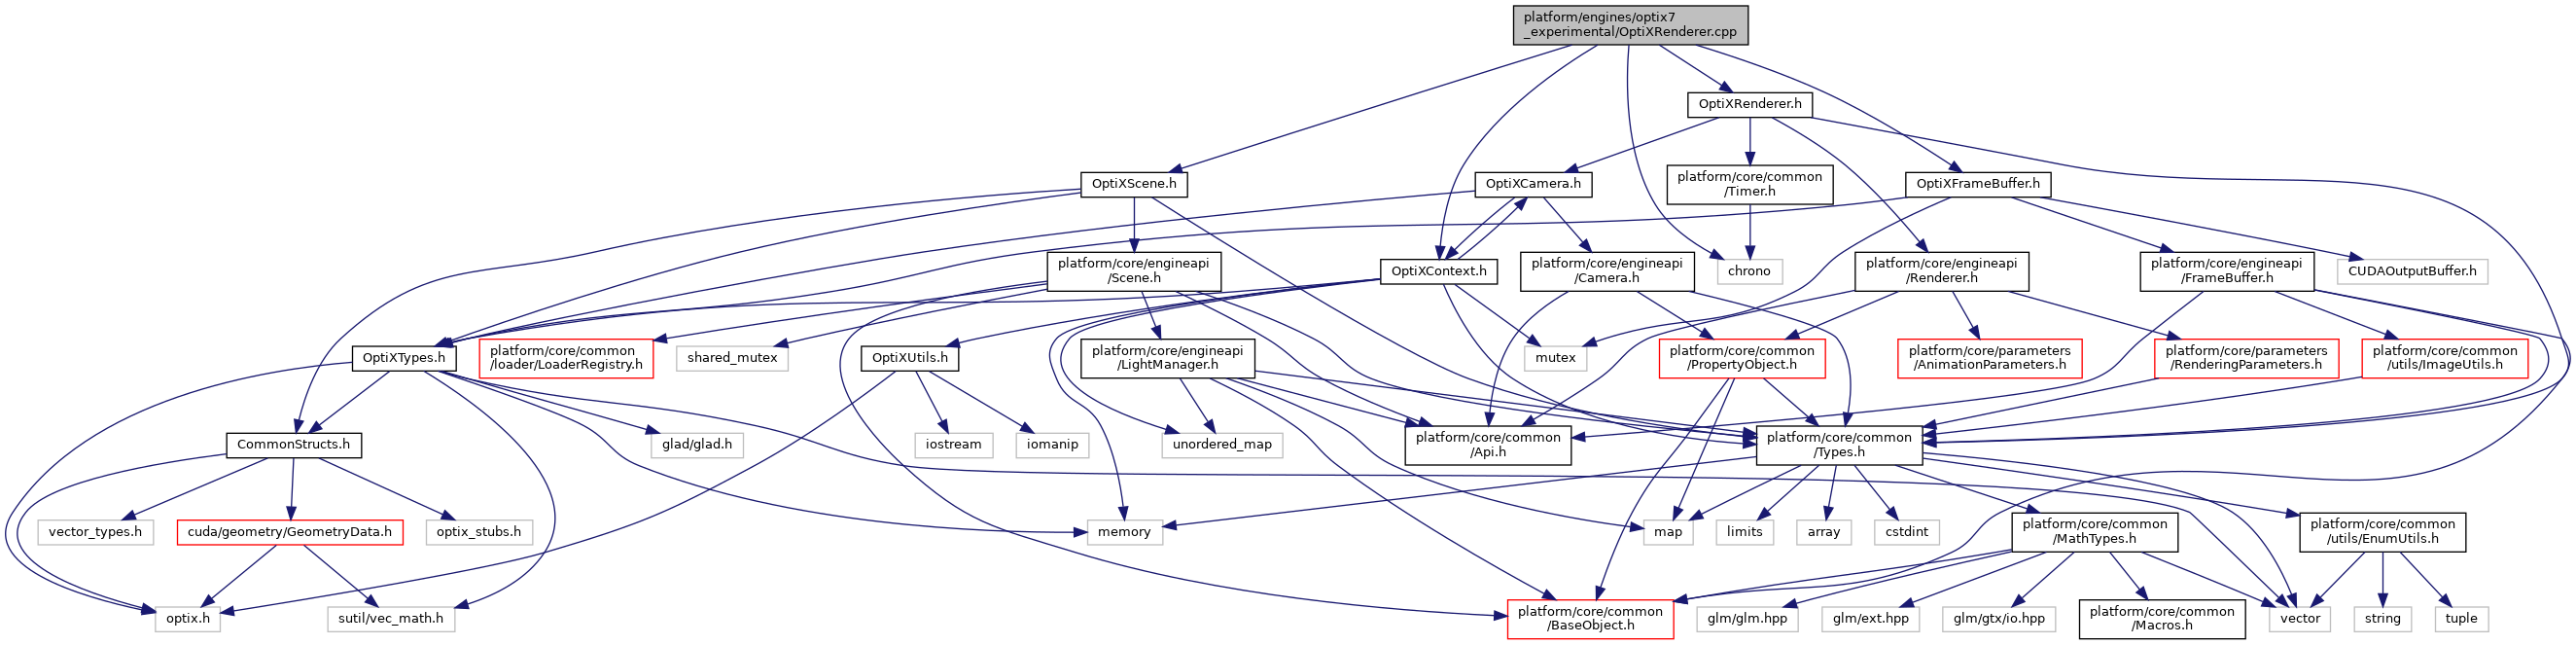 platform/engines/optix7
_experimental/OptiXRenderer.cpp
OptiXRenderer.h
OptiXScene.h
OptiXCamera.h
platform/core/common
/Timer.h
OptiXFrameBuffer.h
platform/core/engineapi
/Scene.h
OptiXContext.h
platform/core/engineapi
/Camera.h
chrono
platform/core/engineapi
/Renderer.h
platform/core/engineapi
/FrameBuffer.h
CUDAOutputBuffer.h
OptiXTypes.h
platform/core/common
/loader/LoaderRegistry.h
shared_mutex
OptiXUtils.h
platform/core/engineapi
/LightManager.h
mutex
platform/core/common
/PropertyObject.h
platform/core/parameters
/AnimationParameters.h
platform/core/parameters
/RenderingParameters.h
platform/core/common
/utils/ImageUtils.h
CommonStructs.h
glad/glad.h
iostream
iomanip
unordered_map
platform/core/common
/Api.h
platform/core/common
/Types.h
vector_types.h
cuda/geometry/GeometryData.h
optix_stubs.h
memory
map
limits
array
cstdint
platform/core/common
/MathTypes.h
platform/core/common
/utils/EnumUtils.h
optix.h
sutil/vec_math.h
platform/core/common
/BaseObject.h
glm/glm.hpp
glm/ext.hpp
glm/gtx/io.hpp
platform/core/common
/Macros.h
vector
string
tuple